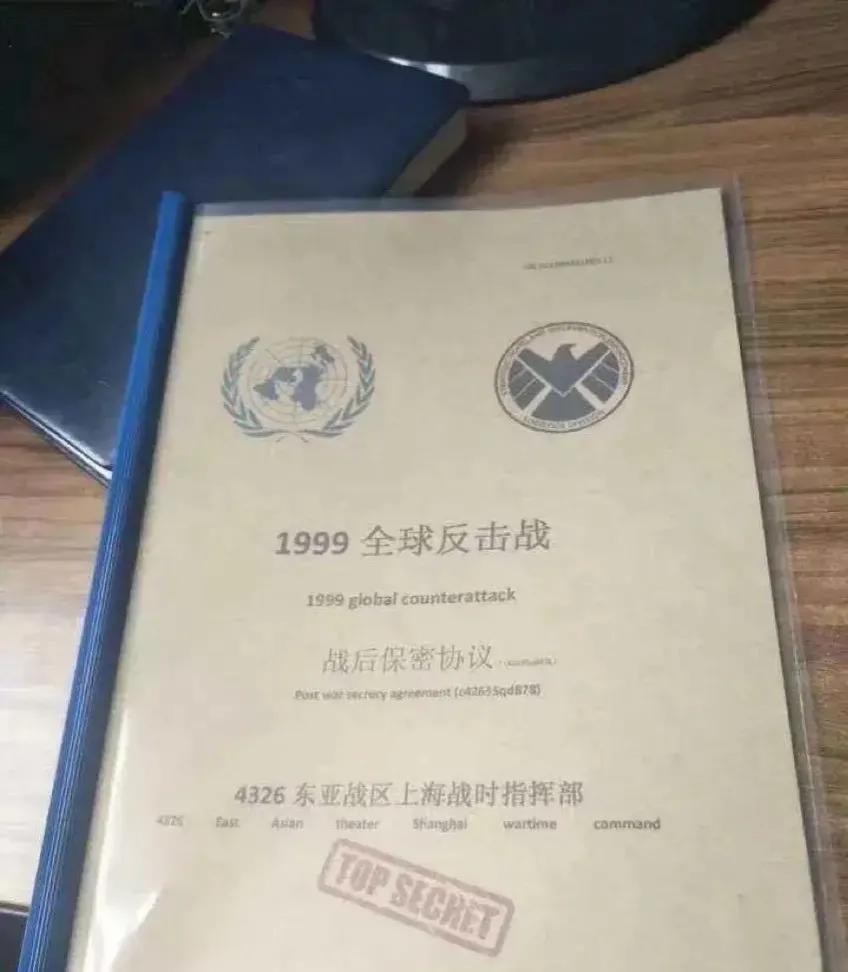 1999 全球反击战
1999 global counterattack
战后保密协议
Post war secrecy agreement (c42635qd878)
4326 东亚战区上海战时指挥部
4326 East Asian theater Shanghai wartime command
TOP SECRET
LOGISTICS DIVISION